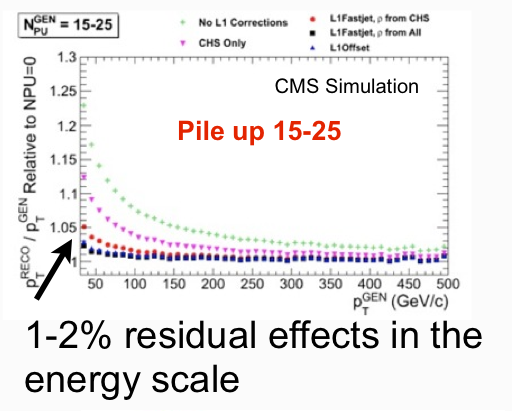 N_PU^GEN = 15-25
No L1 Corrections
CHS Only
L1Fastjet, ρ from CHS
L1Fastjet, ρ from All
L1Offset
CMS Simulation
Pile up 15-25
p_T^RECO / p_T^GEN Relative to NPU=0
1.3
1.25
1.2
1.15
1.1
1.05
1
50 100 150 200 250 300 350 400 450 500
p_T^GEN (GeV/c)
1-2% residual effects in the
energy scale